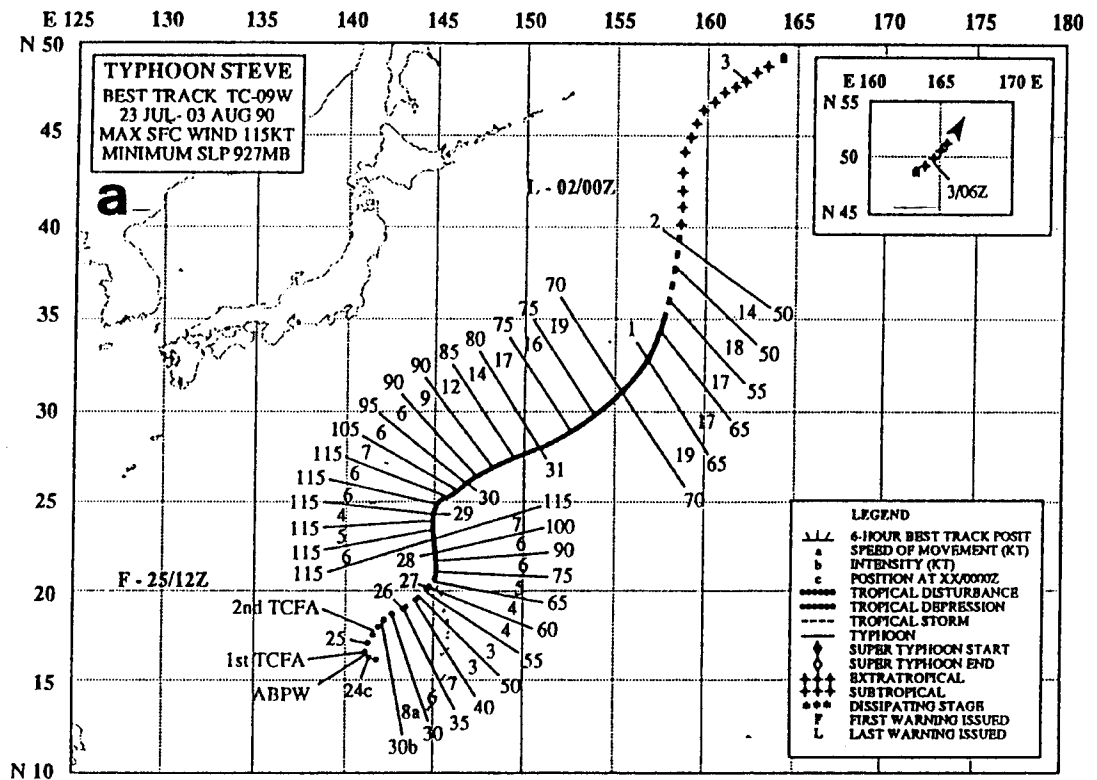 E 125 130 135 140 145 150 155 160 165 170 175 180
N 50
TYPHOON STEVE
BEST TRACK TC-09W
23 JUL- 03 AUG 90
MAX SFC WIND 115KT
MINIMUM SLP 927MB
a
3
E 160 165 170 E
N 55
50
3/06Z
N 45
45
L - 02/00Z
40
2
35
70
14 50
75
19
1
18 50
75
16
80
17
17 55
85
14
90
12
30
90
9
17 65
95
6
19 65
105
6
31
70
115
7
30
115
6
29
115
25
115
6
4
7 100
115
5
28
6 90
115
6
6 75
F - 25/12Z
27
5 65
20
26
4 60
2nd TCFA
4
25
3 55
1st TCFA
3 50
ABPW
24c
7 40
15
6 35
8a
30
30b
N 10
LEGEND
6-HOUR BEST TRACK POSIT
a SPEED OF MOVEMENT (KT)
b INTENSITY (KT)
c POSITION AT XX/0000Z
TROPICAL DISTURBANCE
TROPICAL DEPRESSION
TROPICAL STORM
TYPHOON
SUPER TYPHOON START
SUPER TYPHOON END
EXTRATROPICAL
SUBTROPICAL
DISSIPATING STAGE
F FIRST WARNING ISSUED
L LAST WARNING ISSUED